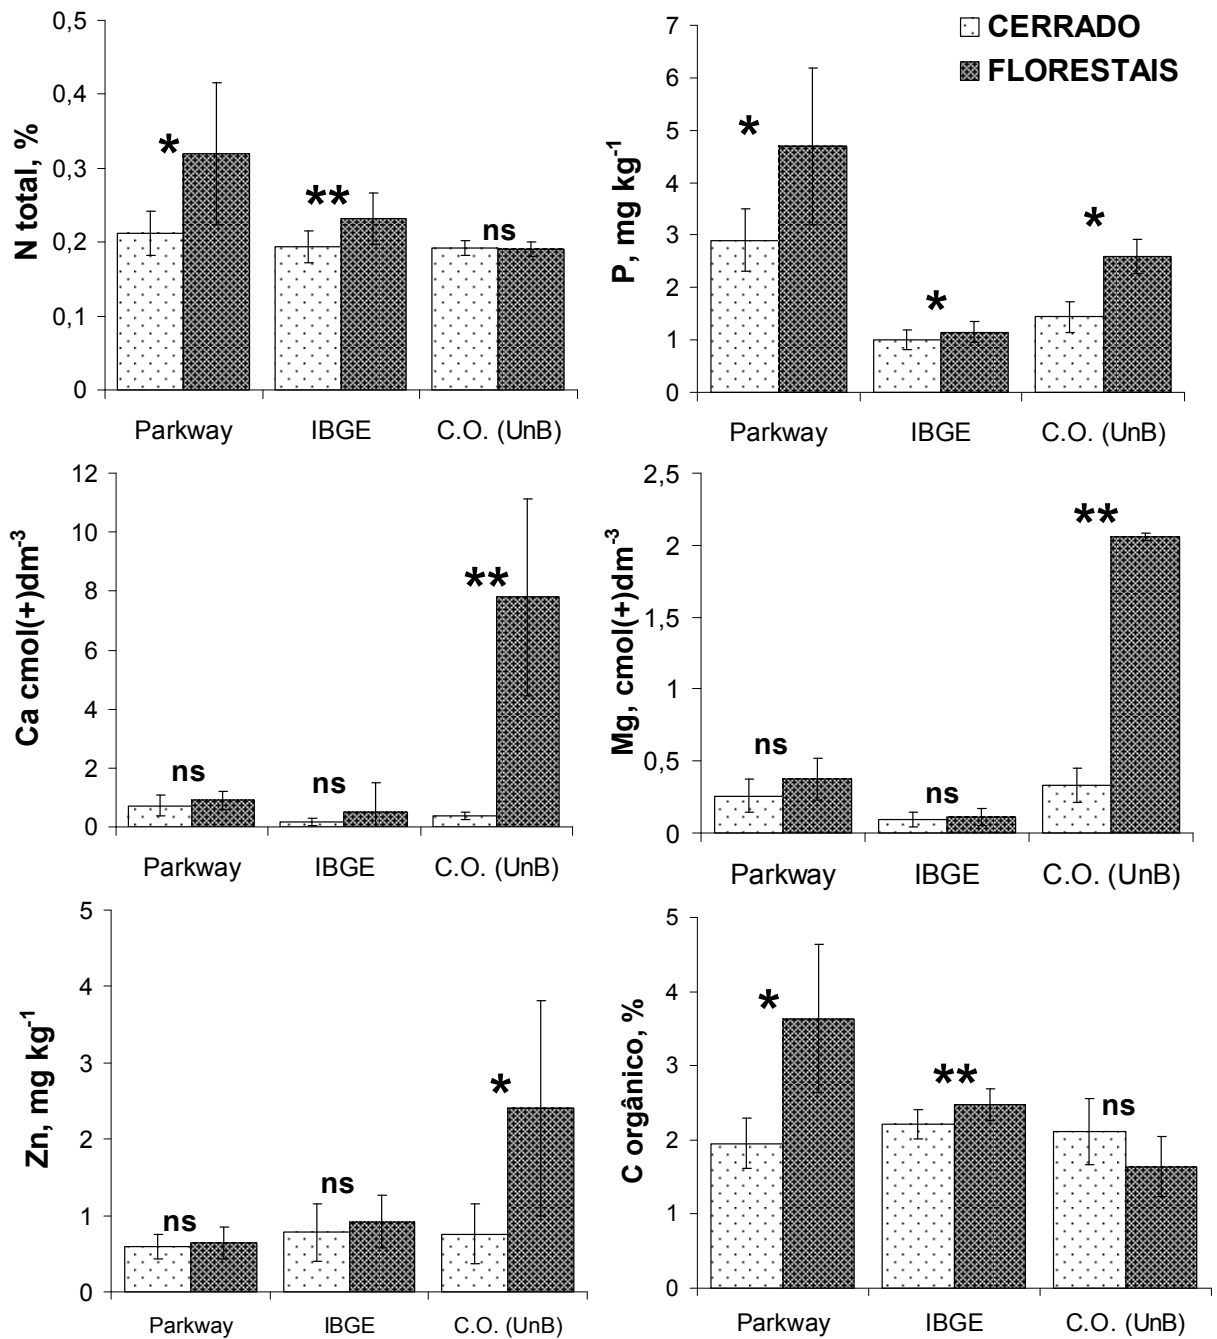 CERRADO
FLORESTAIS
N total, %
0,5
0,4
0,3
0,2
0,1
0
*
**
ns
Parkway IBGE C.O. (UnB)
P, mg kg-1
7
6
5
4
3
2
1
0
*
*
*
Parkway IBGE C.O. (UnB)
Ca cmol(+)dm-3
12
10
8
6
4
2
0
ns
ns
**
Parkway IBGE C.O. (UnB)
Mg, cmol(+)dm-3
2,5
2
1,5
1
0,5
0
ns
ns
**
Parkway IBGE C.O. (UnB)
Zn, mg kg-1
5
4
3
2
1
0
ns
ns
*
Parkway IBGE C.O. (UnB)
C orgânico, %
5
4
3
2
1
0
*
**
ns
Parkway IBGE C.O. (UnB)